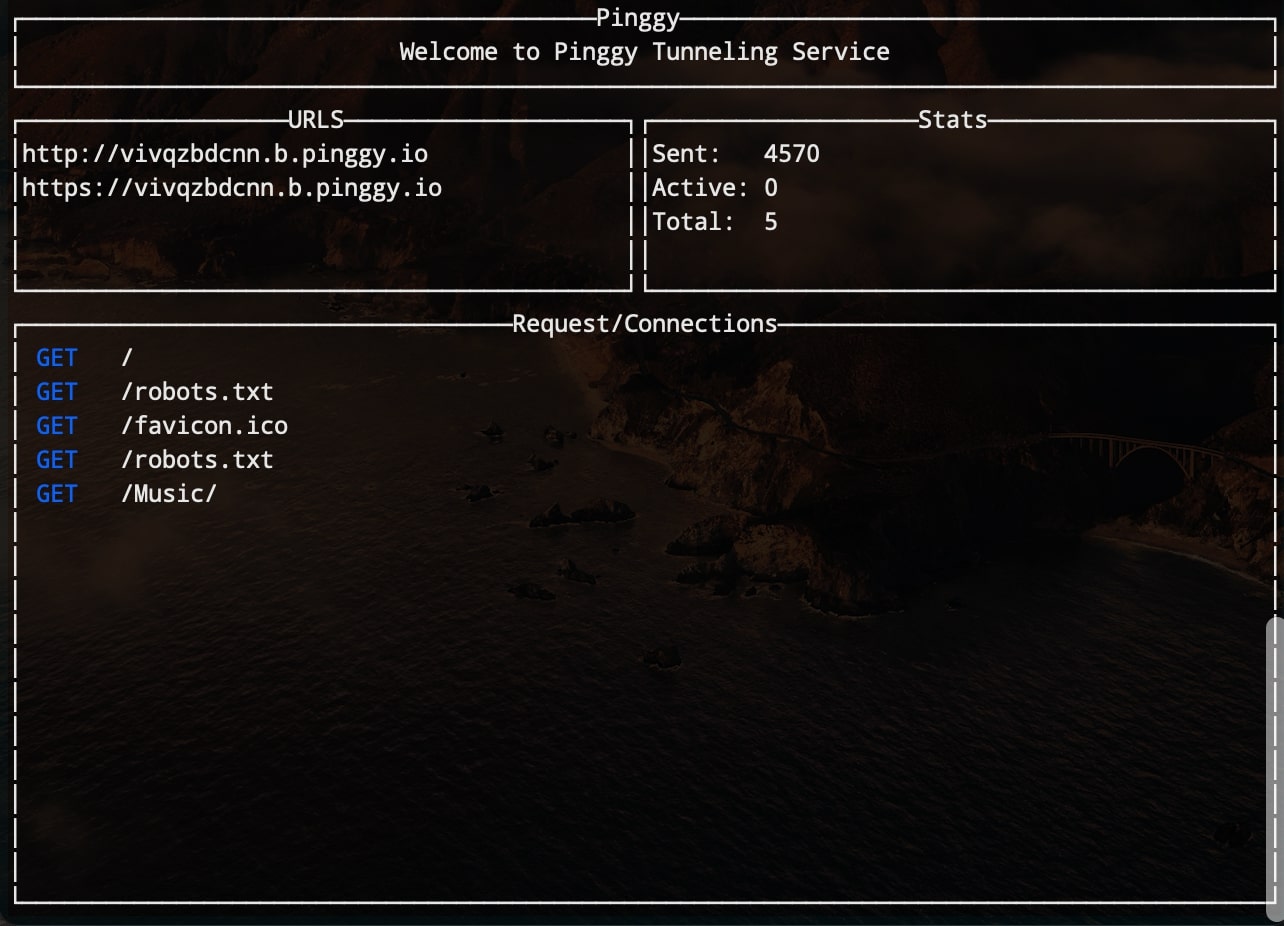 Pinggy
Welcome to Pinggy Tunneling Service
URLS
http://vivqzbdcnn.b.pinggy.io
https://vivqzbdcnn.b.pinggy.io
Stats
Sent: 4570
Active: 0
Total: 5
Request/Connections
GET /
GET /robots.txt
GET /favicon.ico
GET /robots.txt
GET /Music/